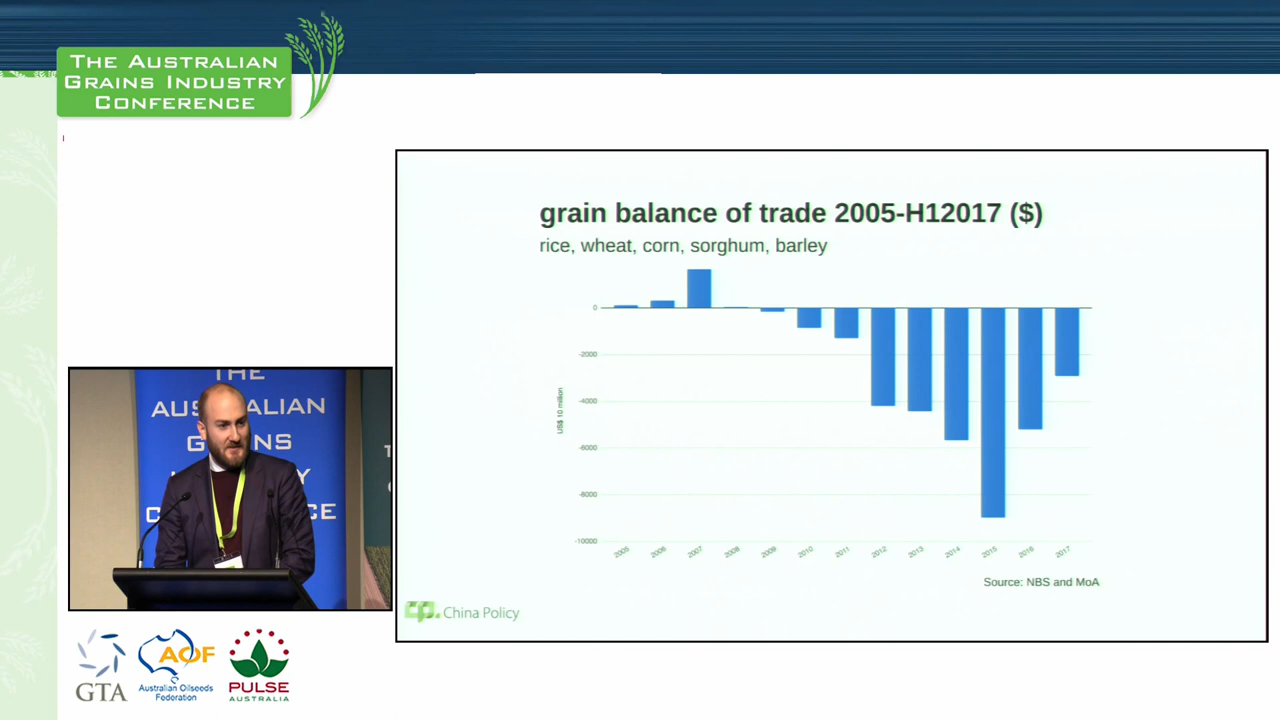 THE AUSTRALIAN
GRAINS INDUSTRY
CONFERENCE
grain balance of trade 2005-H12017 ($)
rice, wheat, corn, sorghum, barley
0
-2000
-4000
-6000
-8000
-10000
US$ 10 million
2005
2006
2007
2008
2009
2010
2011
2012
2013
2014
2015
2016
2017
Source: NBS and MoA
cp. China Policy
THE
AUSTRALIAN
GRAINS
GTA
AOF
Australian Oilseeds
Federation
PULSE
AUSTRALIA